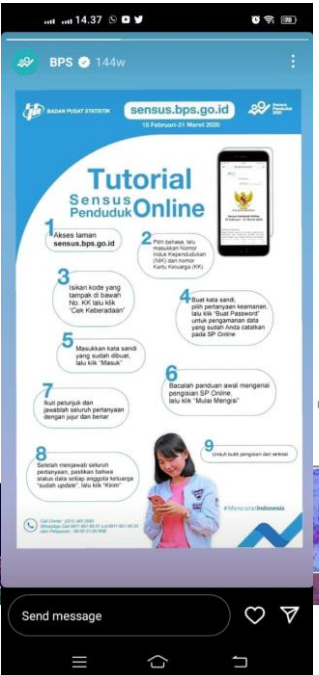 14.37
BPS 144w
BADAN PUSAT STATISTIK
sensus.bps.go.id
15 Februari-31 Maret 2020
Sensus
Penduduk
2020
Tutorial
Sensus
Penduduk Online
1
Akses laman
sensus.bps.go.id
2
Pilih bahasa, lalu
masukkan Nomor
Induk Kependudukan
(NIK) dan nomor
Kartu Keluarga (KK)
3
Isikan kode yang
tampak di bawah
No. KK lalu klik
"Cek Keberadaan"
4
Buat kata sandi,
pilih pertanyaan keamanan,
lalu klik "Buat Password"
untuk pengamanan data
yang sudah Anda catatkan
pada SP Online
5
Masukkan kata sandi
yang sudah dibuat,
lalu klik "Masuk"
6
Bacalah panduan awal mengenai
pengisian SP Online,
lalu klik "Mulai Mengisi"
7
Ikuti petunjuk dan
jawablah seluruh pertanyaan
dengan jujur dan benar
8
Setelah menjawab seluruh
pertanyaan, pastikan bahwa
status data setiap anggota keluarga
"sudah update", lalu klik "Kirim"
9
Unduh bukti pengisian dan selesai
#MencatatIndonesia
Send message